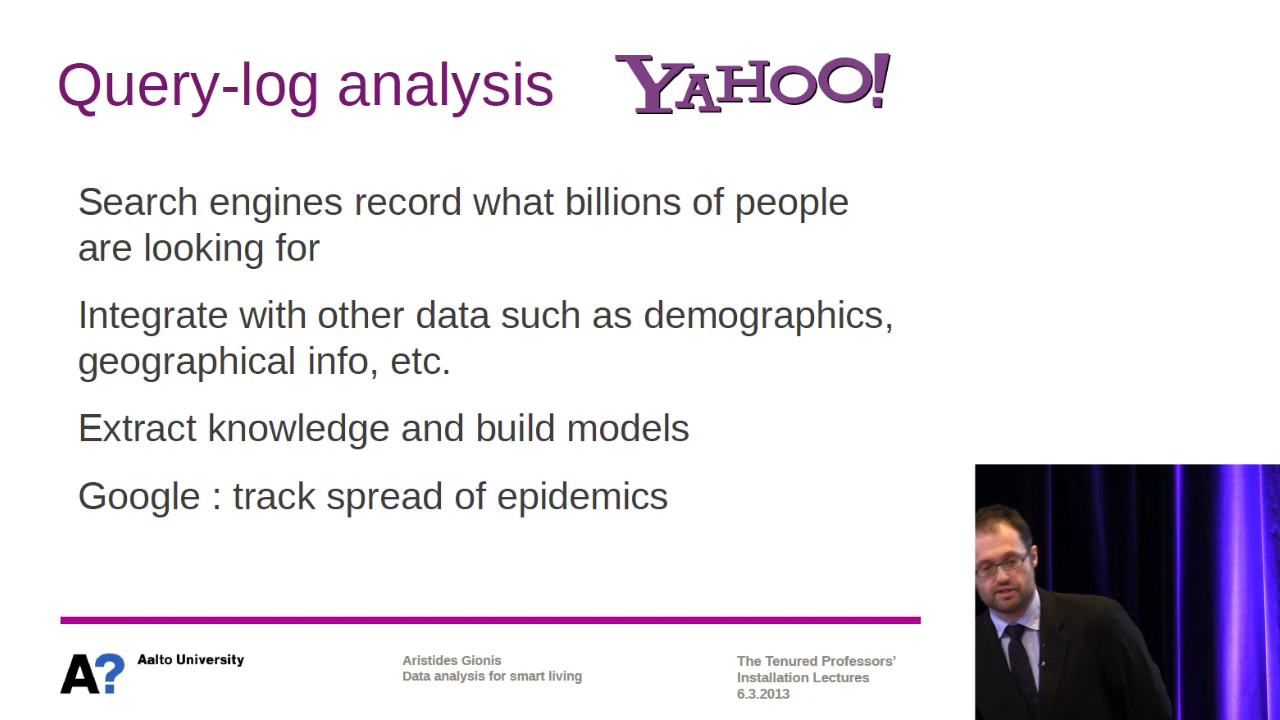 Query-log analysis
YAHOO!
Search engines record what billions of people
are looking for
Integrate with other data such as demographics,
geographical info, etc.
Extract knowledge and build models
Google : track spread of epidemics
A?
Aalto University
Aristides Gionis
Data analysis for smart living
The Tenured Professors'
Installation Lectures
6.3.2013